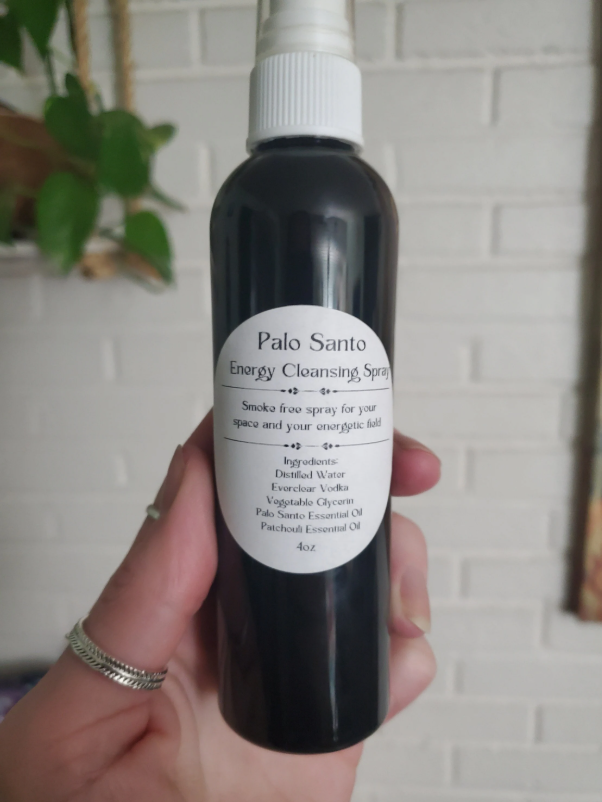 Palo Santo
Energy Cleansing Spray
Smoke free spray for your
space and your energetic field
Ingredients:
Distilled Water
Everclear Vodka
Vegetable Glycerin
Palo Santo Essential Oil
Patchouli Essential Oil
4oz